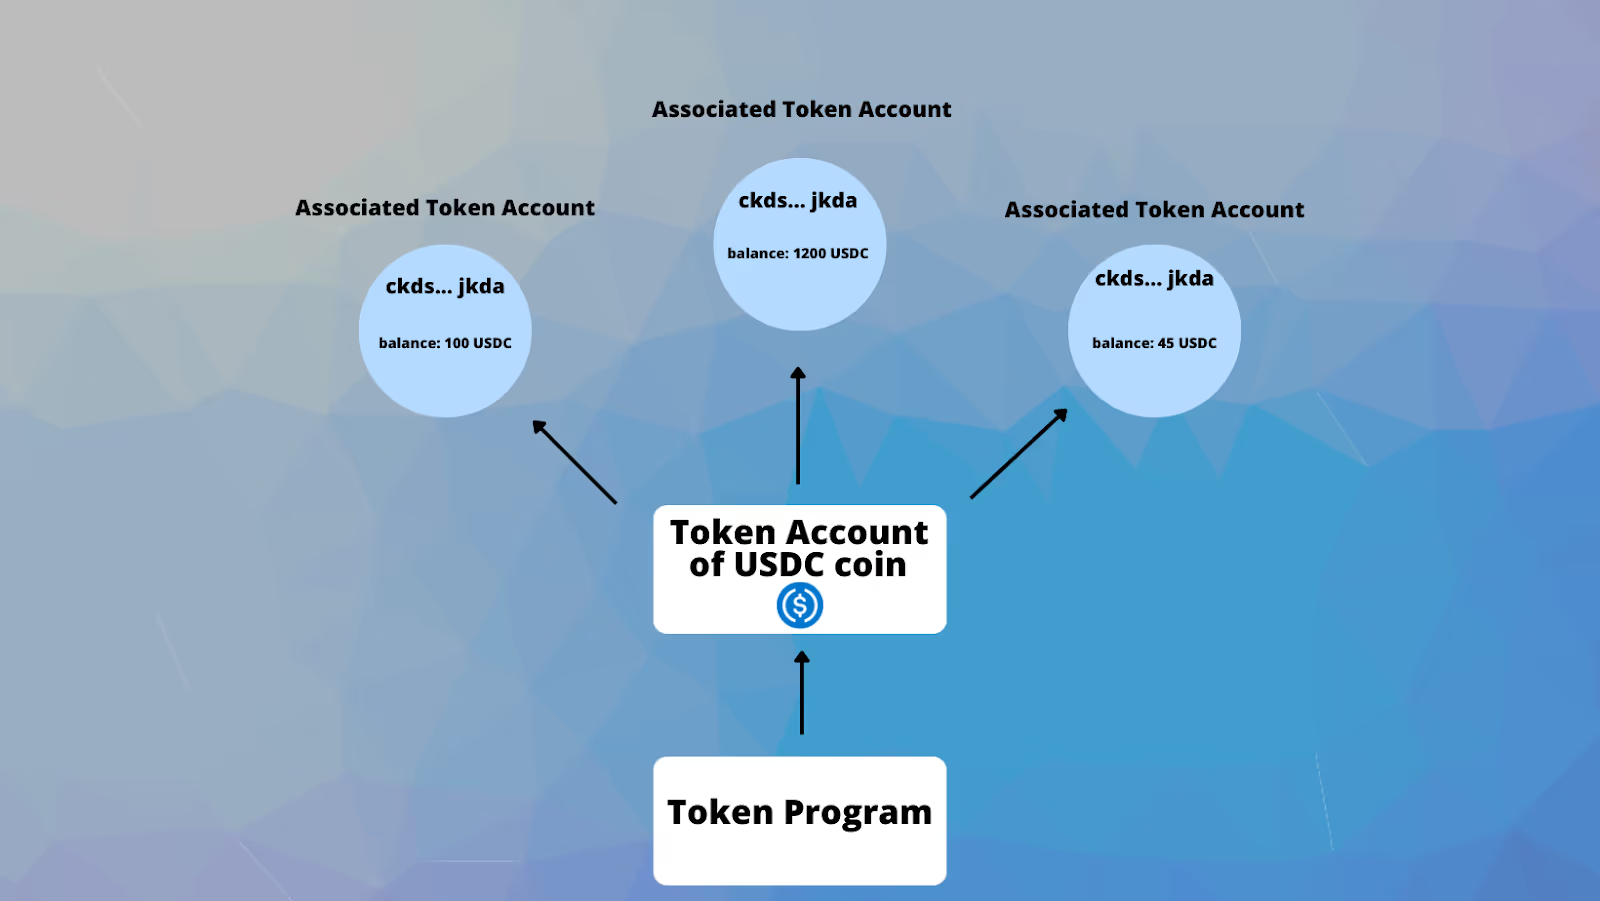 Associated Token Account
ckds... jkda
balance: 1200 USDC
Associated Token Account
ckds... jkda
balance: 100 USDC
Associated Token Account
ckds... jkda
balance: 45 USDC
Token Account
of USDC coin
$
Token Program